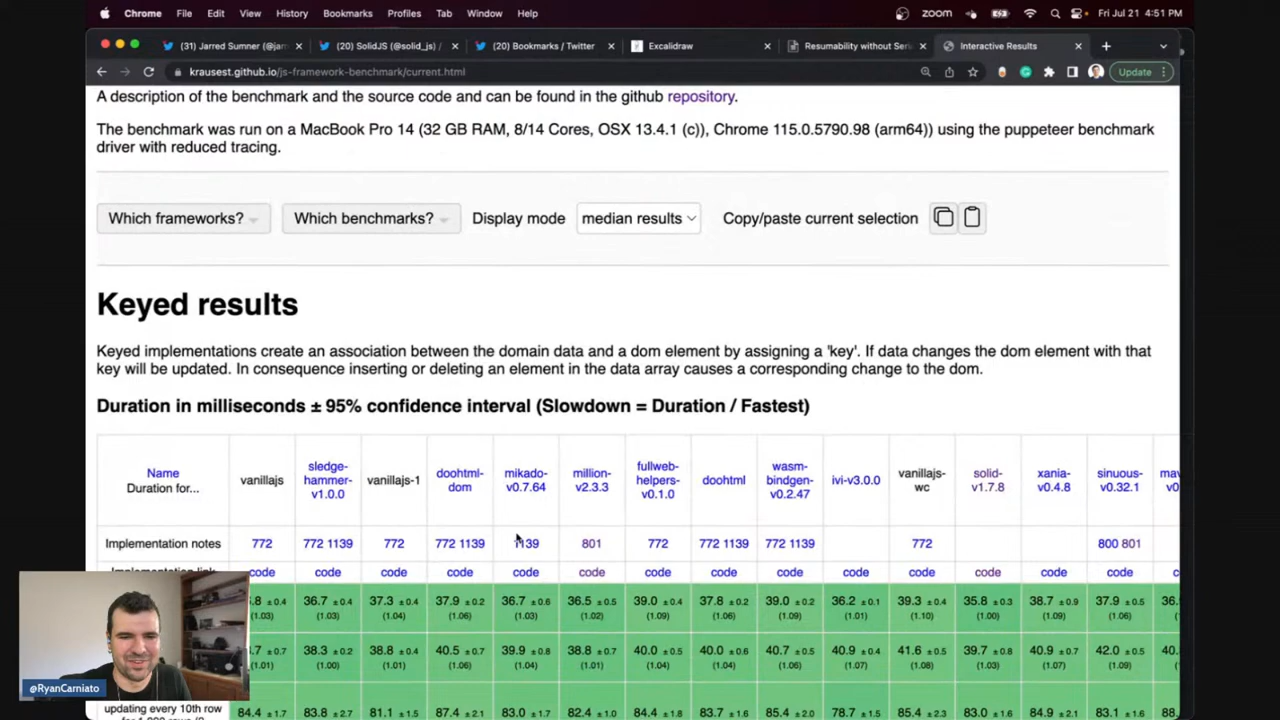 Chrome File Edit View History Bookmarks Profiles Tab Window Help zoom Fri Jul 21 4:51 PM
(31) Jarred Sumner (@jar (20) SolidJS (@solid_js) / (20) Bookmarks / Twitter Excalidraw Resumability without Seri Interactive Results
krausest.github.io/js-framework-benchmark/current.html Update
A description of the benchmark and the source code and can be found in the github repository.
The benchmark was run on a MacBook Pro 14 (32 GB RAM, 8/14 Cores, OSX 13.4.1 (c)), Chrome 115.0.5790.98 (arm64)) using the puppeteer benchmark
driver with reduced tracing.
Which frameworks? Which benchmarks? Display mode median results Copy/paste current selection
Keyed results
Keyed implementations create an association between the domain data and a dom element by assigning a 'key'. If data changes the dom element with that
key will be updated. In consequence inserting or deleting an element in the data array causes a corresponding change to the dom.
Duration in milliseconds ± 95% confidence interval (Slowdown = Duration / Fastest)
Name
Duration for...
vanillajs
sledge-
hammer-
v1.0.0
vanillajs-1
doohtml-
dom
mikado-
v0.7.64
million-
v2.3.3
fullweb-
helpers-
v0.1.0
doohtml
wasm-
bindgen-
v0.2.47
ivi-v3.0.0
vanillajs-
wc
solid-
v1.7.8
xania-
v0.4.8
sinuous-
v0.32.1
Implementation notes 772 772 1139 772 772 1139 1139 801 772 772 1139 772 1139 772 800 801
Implementation link code code code code code code code code code code code code code code
.8 ±0.4 36.7 ±0.4 37.3 ±0.4 37.9 ±0.2 36.7 ±0.6 36.5 ±0.5 39.0 ±0.4 37.8 ±0.2 39.0 ±0.2 36.2 ±0.1 39.3 ±0.4 35.8 ±0.3 38.7 ±0.9 37.9 ±0.5 36.
(1.03) (1.03) (1.04) (1.06) (1.03) (1.02) (1.09) (1.06) (1.09) (1.01) (1.10) (1.00) (1.09) (1.06)
.7 ±0.7 38.3 ±0.2 38.8 ±0.4 40.5 ±0.7 39.9 ±0.8 38.8 ±0.7 40.0 ±0.5 40.0 ±0.6 40.7 ±0.5 40.9 ±0.4 41.6 ±0.5 39.7 ±0.8 40.9 ±0.5 42.0 ±0.5 40.
(1.01) (1.00) (1.01) (1.06) (1.04) (1.01) (1.04) (1.04) (1.06) (1.07) (1.08) (1.03) (1.07) (1.09)
updating every 10th row 84.4 ±1.7 83.8 ±2.7 81.1 ±1.5 87.4 ±2.1 83.0 ±1.7 82.4 ±1.0 84.4 ±1.8 83.7 ±1.6 85.4 ±2.0 78.7 ±1.5 85.4 ±2.3 83.0 ±1.6 84.9 ±2.1 83.1 ±1.6 88.
@RyanCarniato